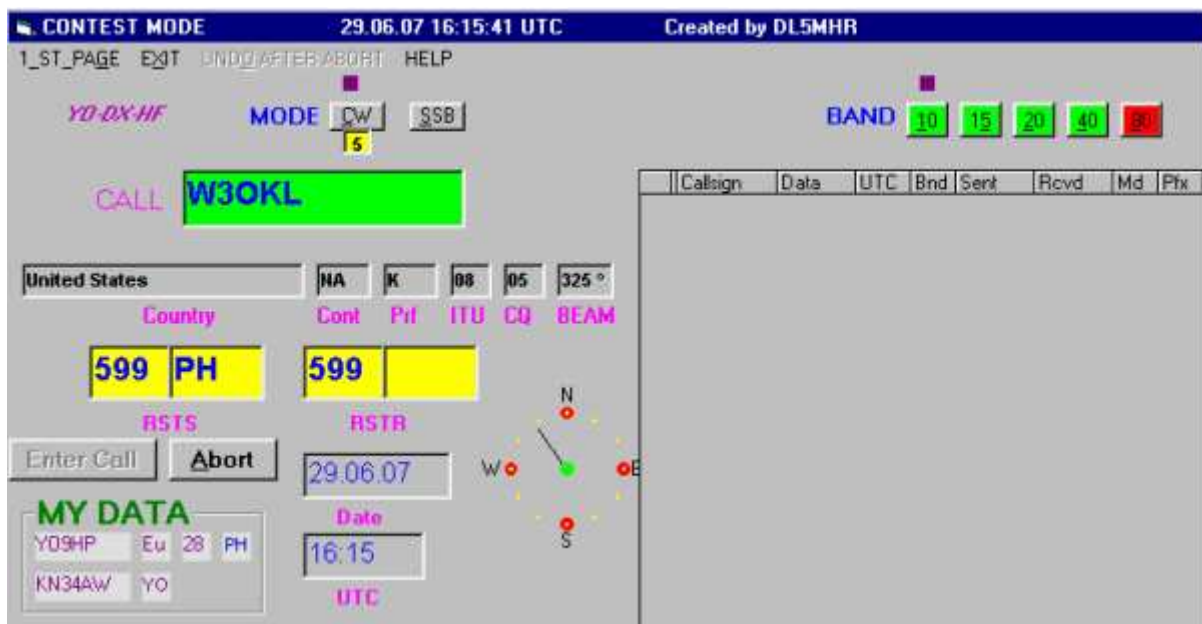 CONTEST MODE 29.06.07 16:15:41 UTC Created by DL5MHR
1_ST_PAGE EXIT UNDO AFTER ABORT HELP
YO-DX-HF MODE CW SSB BAND 10 15 20 40 80
5
CALL W3OKL
Callsign Data UTC Bnd Sent Rcvd Md Pfx
United States NA K 08 05 325 °
Country Cont Prf ITU CQ BEAM
599 PH 599
RSTS RSTR
N
W E
S
Enter Call Abort
29.06.07
Date
16:15
UTC
MY DATA
YO9HP Eu 28 PH
KN34AW YO